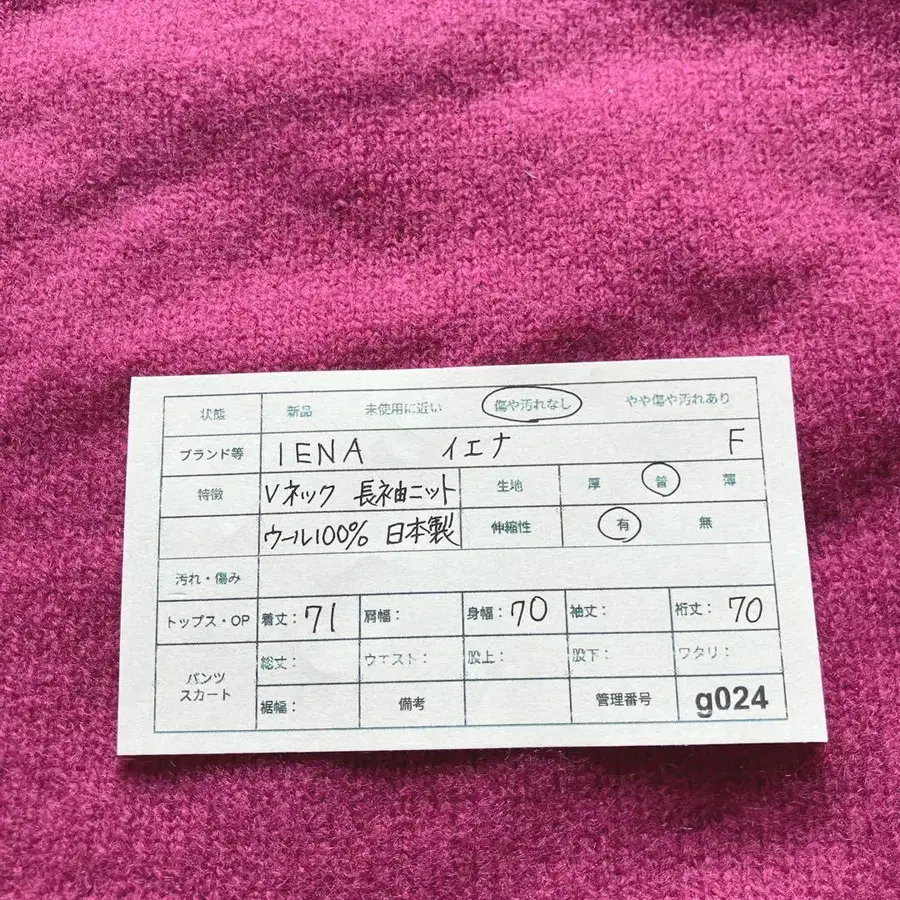 状態 新品 未使用に近い 傷や汚れなし やや傷や汚れあり
ブランド等 IENA イエナ F
特徴 Vネック 長袖ニット 生地 厚 普 薄
ウール100% 日本製 伸縮性 有 無
汚れ・傷み
トップス・OP 着丈: 71 肩幅: 身幅: 70 袖丈: 裄丈: 70
パンツ スカート 総丈: ウエスト: 股上: 股下: ワタリ:
裾幅: 備考 管理番号 g024